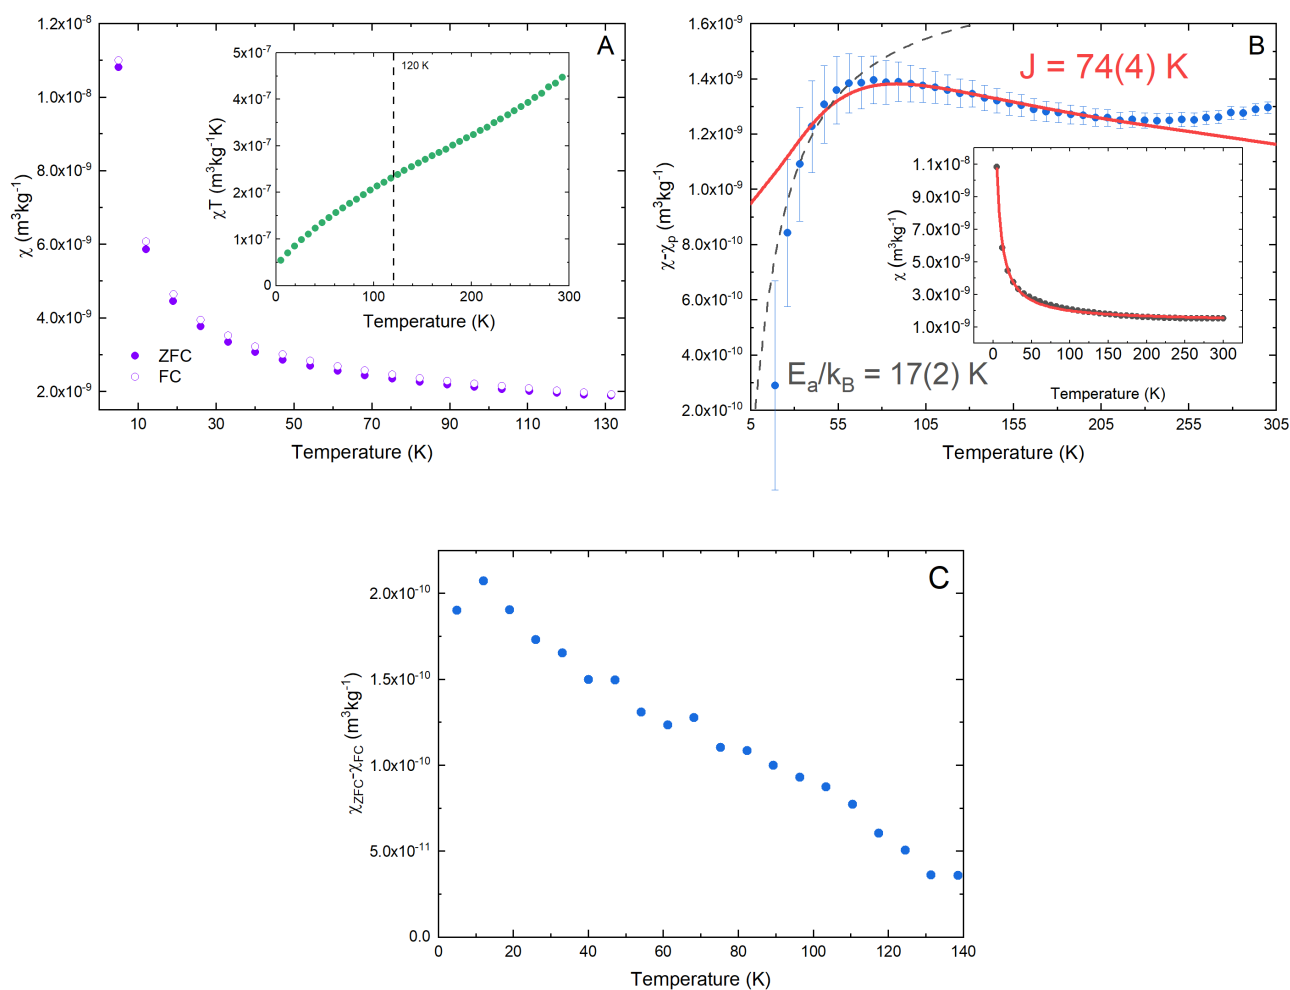 A
1.2x10⁻⁸
1.0x10⁻⁸
8.0x10⁻⁹
6.0x10⁻⁹
4.0x10⁻⁹
2.0x10⁻⁹
χ (m³kg⁻¹)
10 30 50 70 90 110 130
Temperature (K)
ZFC
FC
5x10⁻⁷
4x10⁻⁷
3x10⁻⁷
2x10⁻⁷
1x10⁻⁷
0
χT (m³kg⁻¹K)
120 K
0 100 200 300
Temperature (K)
B
1.6x10⁻⁹
1.4x10⁻⁹
1.2x10⁻⁹
1.0x10⁻⁹
8.0x10⁻¹⁰
6.0x10⁻¹⁰
4.0x10⁻¹⁰
2.0x10⁻¹⁰
χ-χₚ (m³kg⁻¹)
J = 74(4) K
Eₐ/k_B = 17(2) K
5 55 105 155 205 255 305
Temperature (K)
1.1x10⁻⁸
9.0x10⁻⁹
7.0x10⁻⁹
5.0x10⁻⁹
3.0x10⁻⁹
1.0x10⁻⁹
χ (m³kg⁻¹)
0 50 100 150 200 250 300
Temperature (K)
C
2.0x10⁻¹⁰
1.5x10⁻¹⁰
1.0x10⁻¹⁰
5.0x10⁻¹¹
0.0
χ_ZFC-χ_FC (m³kg⁻¹)
0 20 40 60 80 100 120 140
Temperature (K)